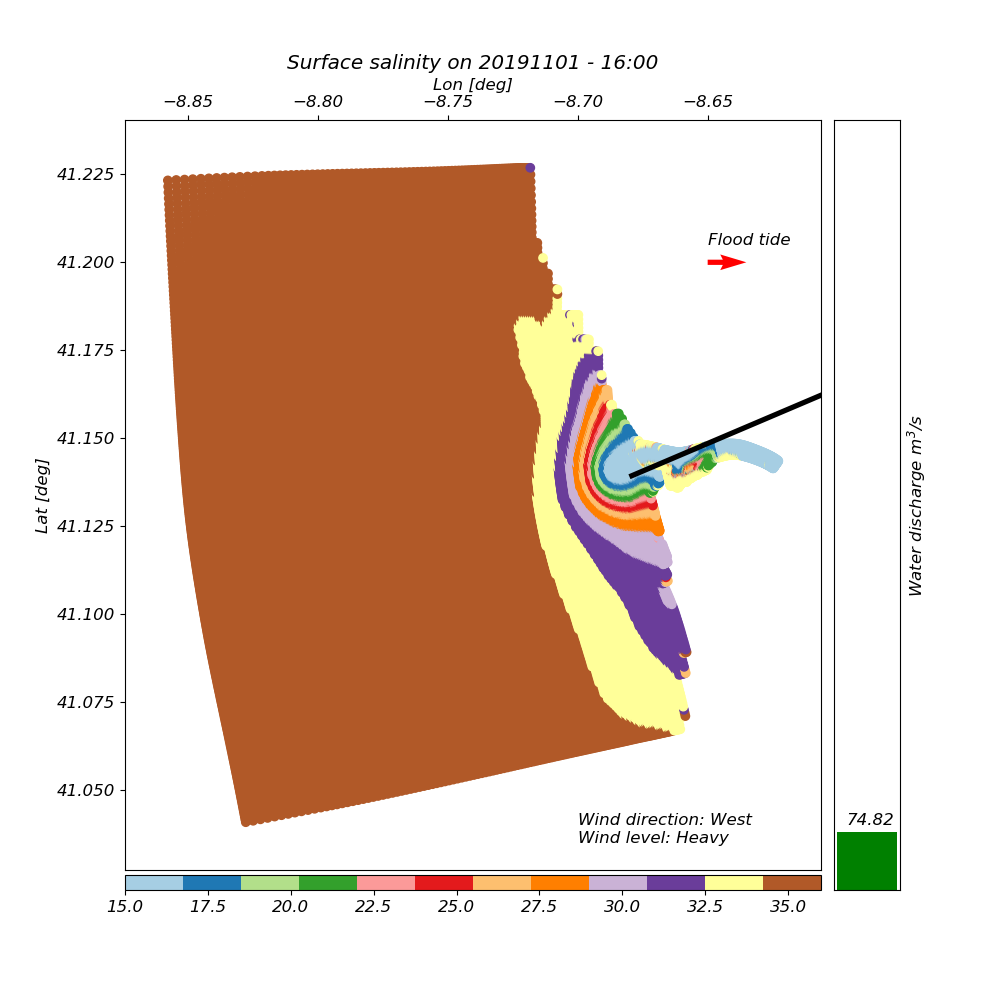 Surface salinity on 20191101 - 16:00
Lon [deg]
−8.85 −8.80 −8.75 −8.70 −8.65
41.225
41.200
41.175
41.150
41.125
41.100
41.075
41.050
Lat [deg]
Flood tide
Wind direction: West
Wind level: Heavy
74.82
Water discharge m³/s
15.0 17.5 20.0 22.5 25.0 27.5 30.0 32.5 35.0